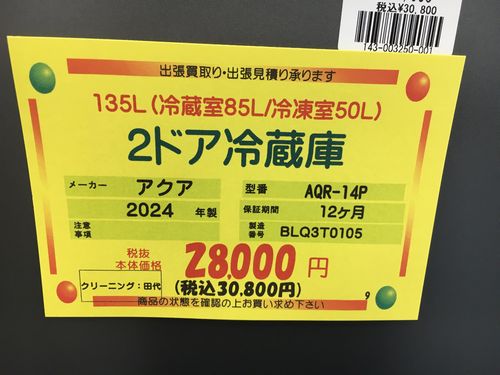 税込¥30,800
143-003250-001
出張買取り・出張見積り承ります
135L(冷蔵室85L/冷凍室50L)
2ドア冷蔵庫
メーカー アクア 型番 AQR-14P
2024 年製 保証期間 12ヶ月
注意事項 製造番号 BLQ3T0105
税抜
本体価格 28,000 円
クリーニング:田代 (税込30,800円)
商品の状態を確認の上お買い求め下さい 9